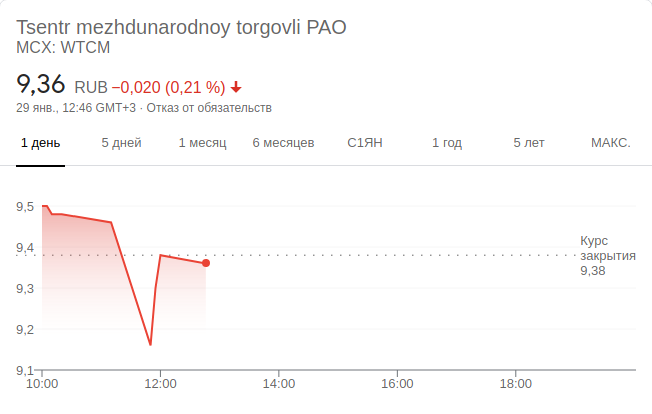 Tsentr mezhdunarodnoy torgovli PAO
MCX: WTCM
9,36 RUB −0,020 (0,21 %)
29 янв., 12:46 GMT+3 · Отказ от обязательств
1 день 5 дней 1 месяц 6 месяцев С1ЯН 1 год 5 лет МАКС.
9,5
Курс
9,4
закрытия
9,38
9,3
9,2
9,1
10:00 12:00 14:00 16:00 18:00